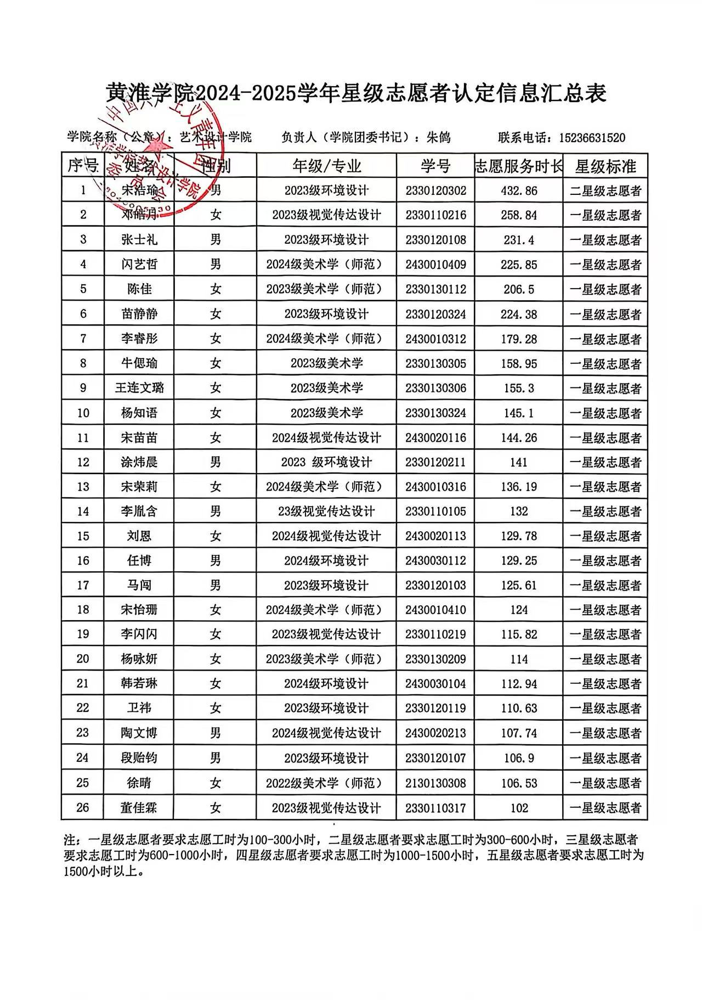 黄淮学院2024-2025学年星级志愿者认定信息汇总表
学院名称（公章）：艺术设计学院 负责人（学院团委书记）：朱鸽 联系电话：15236631520
序号 姓名 性别 年级/专业 学号 志愿服务时长 星级标准
1 宋浩瑜 男 2023级环境设计 2330120302 432.86 二星级志愿者
2 邓皓月 女 2023级视觉传达设计 2330110216 258.84 一星级志愿者
3 张士礼 男 2023级环境设计 2330120108 231.4 一星级志愿者
4 闪艺哲 男 2024级美术学（师范） 2430010409 225.85 一星级志愿者
5 陈佳 女 2023级美术学（师范） 2330130112 206.5 一星级志愿者
6 苗静静 女 2023级环境设计 2330120324 224.38 一星级志愿者
7 李睿彤 女 2024级美术学（师范） 2430010312 179.28 一星级志愿者
8 牛偲瑜 女 2023级美术学 2330130305 158.95 一星级志愿者
9 王连文璐 女 2023级美术学 2330130306 155.3 一星级志愿者
10 杨知语 女 2023级美术学 2330130324 145.1 一星级志愿者
11 宋苗苗 女 2024级视觉传达设计 2430020116 144.26 一星级志愿者
12 涂炜晨 男 2023 级环境设计 2330120211 141 一星级志愿者
13 宋荣莉 女 2024级美术学（师范） 2430010316 136.19 一星级志愿者
14 李胤含 男 23级视觉传达设计 2330110105 132 一星级志愿者
15 刘恩 女 2024级视觉传达设计 2430020113 129.78 一星级志愿者
16 任博 男 2024级环境设计 2430030112 129.25 一星级志愿者
17 马闯 男 2023级环境设计 2330120103 125.61 一星级志愿者
18 宋怡珊 女 2024级美术学（师范） 2430010410 124 一星级志愿者
19 李闪闪 女 2023级视觉传达设计 2330110219 115.82 一星级志愿者
20 杨咏妍 女 2023级美术学（师范） 2330130209 114 一星级志愿者
21 韩若琳 女 2024级环境设计 2430030104 112.94 一星级志愿者
22 卫祎 女 2023级环境设计 2330120119 110.63 一星级志愿者
23 陶文博 男 2024级视觉传达设计 2430020213 107.74 一星级志愿者
24 段贻钧 男 2023级环境设计 2330120107 106.9 一星级志愿者
25 徐晴 女 2022级美术学（师范） 2130130308 106.53 一星级志愿者
26 董佳霖 女 2023级视觉传达设计 2330110317 102 一星级志愿者
注：一星级志愿者要求志愿工时为100-300小时，二星级志愿者要求志愿工时为300-600小时，三星级志愿者
要求志愿工时为600-1000小时，四星级志愿者要求志愿工时为1000-1500小时，五星级志愿者要求志愿工时为
1500小时以上。